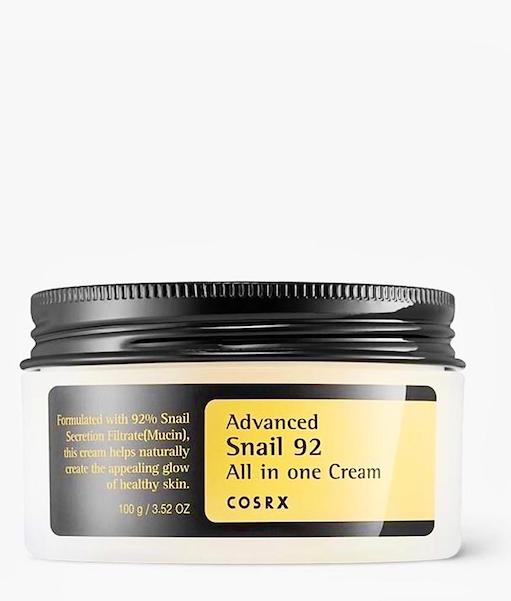 Formulated with 92% Snail
Secretion Filtrate(Mucin),
this cream helps naturally
create the appealing glow
of healthy skin.
100 g / 3.52 OZ
Advanced
Snail 92
All in one Cream
COSRX